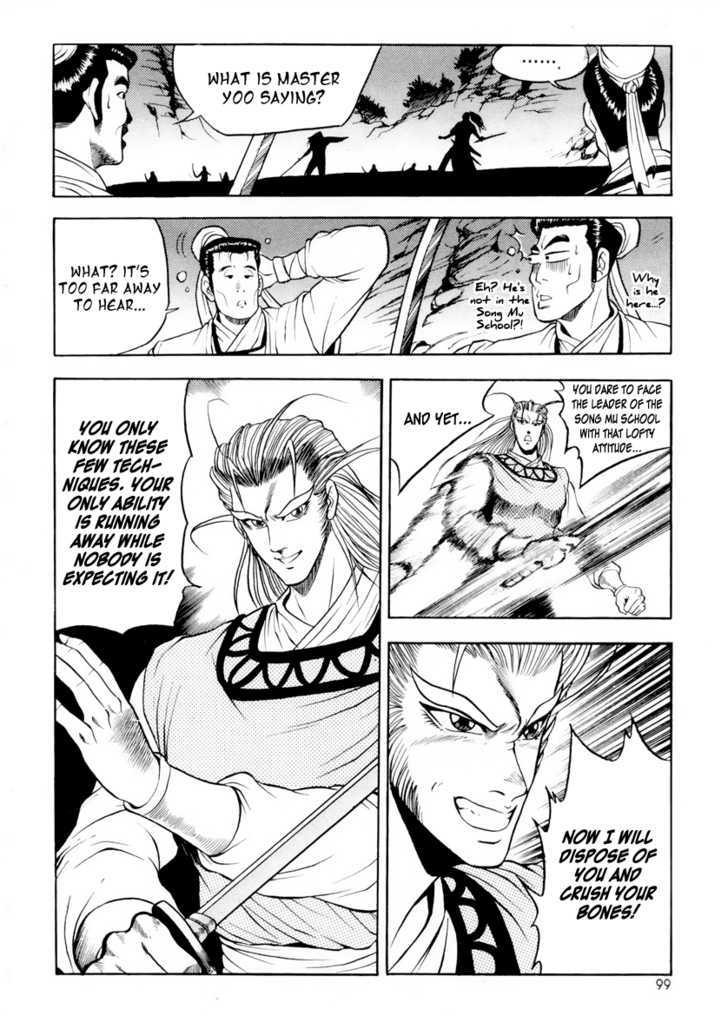 WHAT IS MASTER
YOO SAYING?
......
WHAT? IT'S
TOO FAR AWAY
TO HEAR...
Eh? He's
not in the
Song Mu
School?!
Why
is he
here...?
YOU ONLY
KNOW THESE
FEW TECH-
NIQUES. YOUR
ONLY ABILITY
IS RUNNING
AWAY WHILE
NOBODY IS
EXPECTING IT!
AND YET...
YOU DARE TO FACE
THE LEADER OF THE
SONG MU SCHOOL
WITH THAT LOFTY
ATTITUDE...
NOW I WILL
DISPOSE OF
YOU AND
CRUSH YOUR
BONES!
99